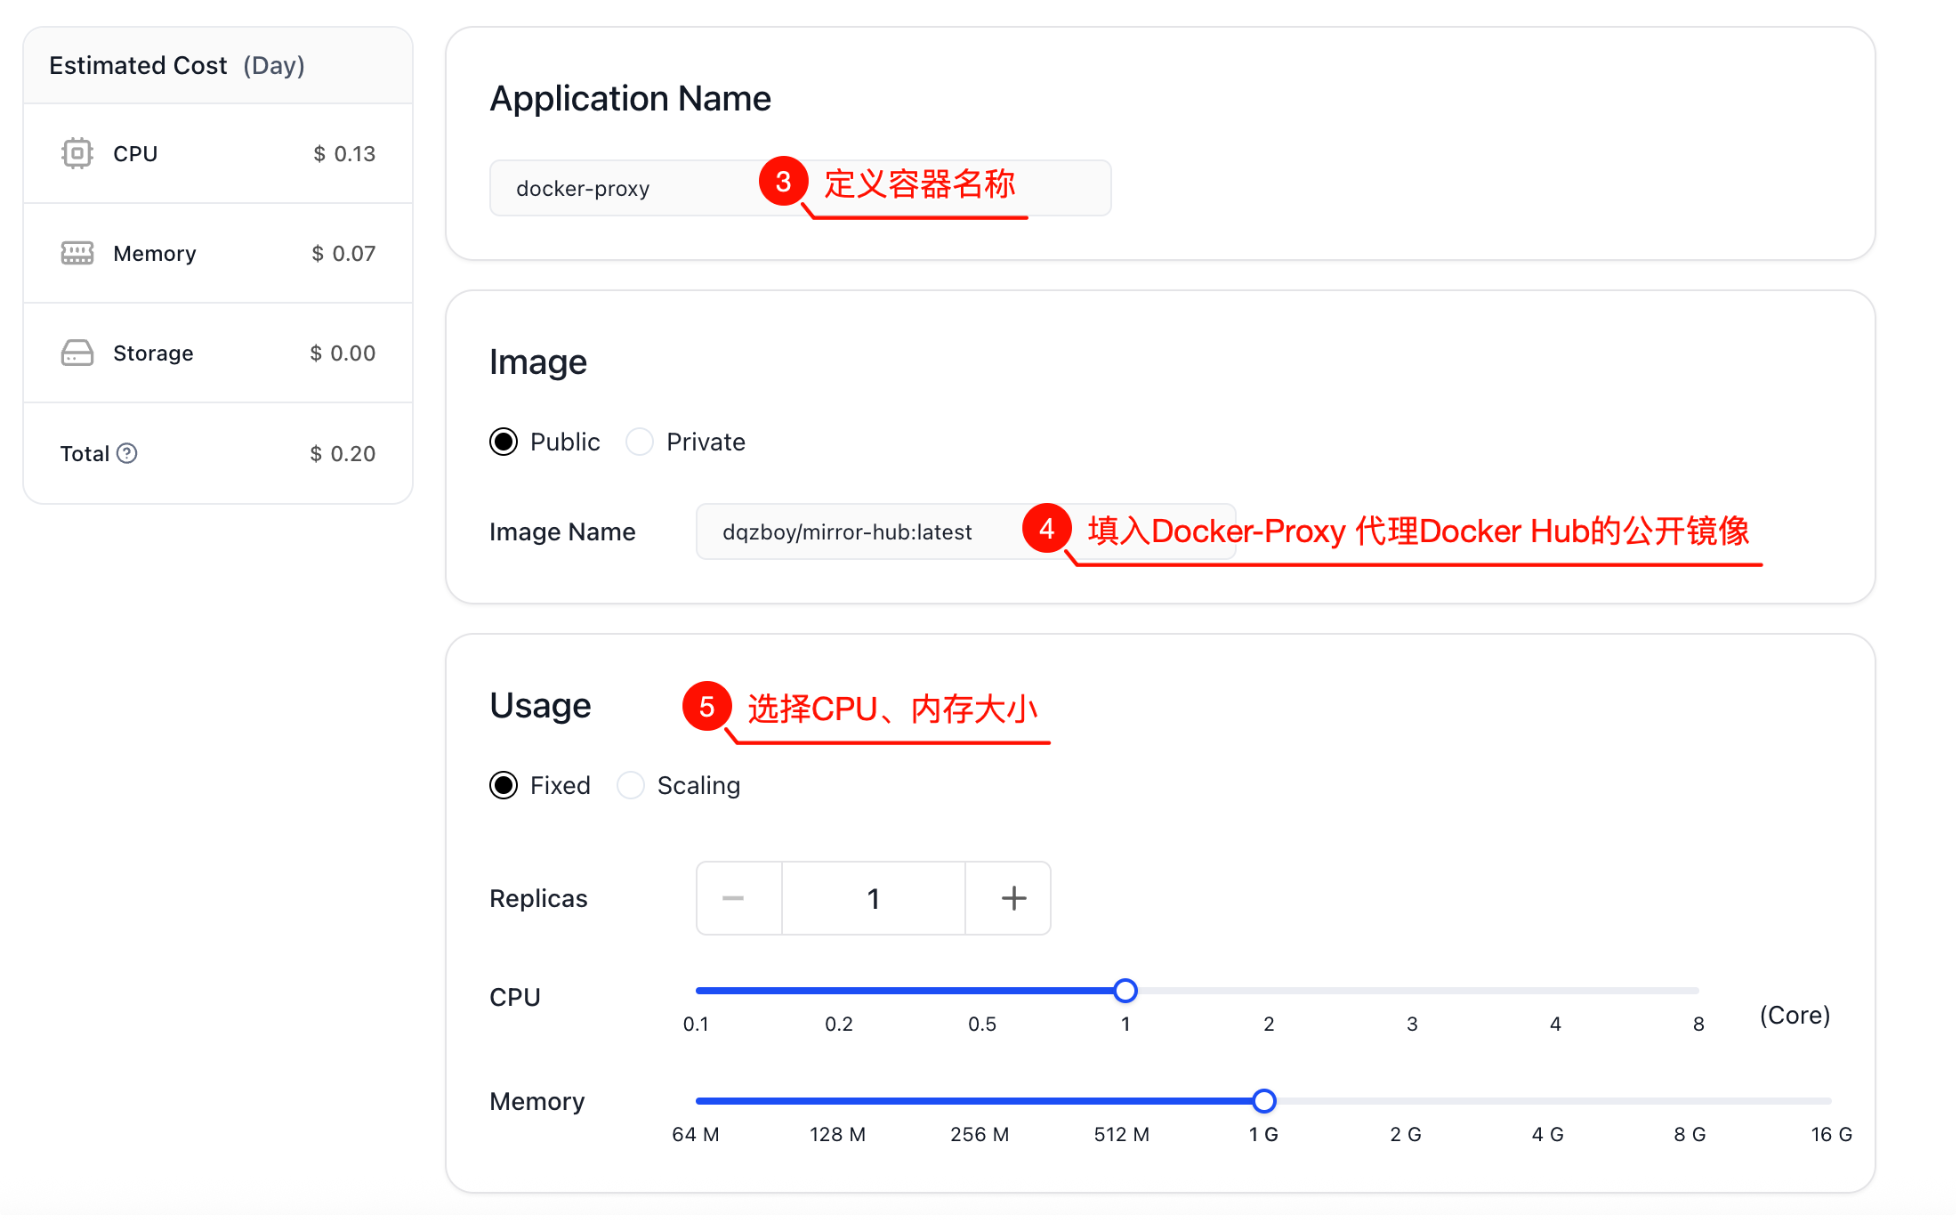 Estimated Cost (Day)
CPU $ 0.13
Memory $ 0.07
Storage $ 0.00
Total ? $ 0.20
Application Name
docker-proxy
3 定义容器名称
Image
Public Private
Image Name dqzboy/mirror-hub:latest
4 填入Docker-Proxy 代理Docker Hub的公开镜像
Usage
5 选择CPU、内存大小
Fixed Scaling
Replicas − 1 +
CPU
0.1 0.2 0.5 1 2 3 4 8 (Core)
Memory
64 M 128 M 256 M 512 M 1 G 2 G 4 G 8 G 16 G